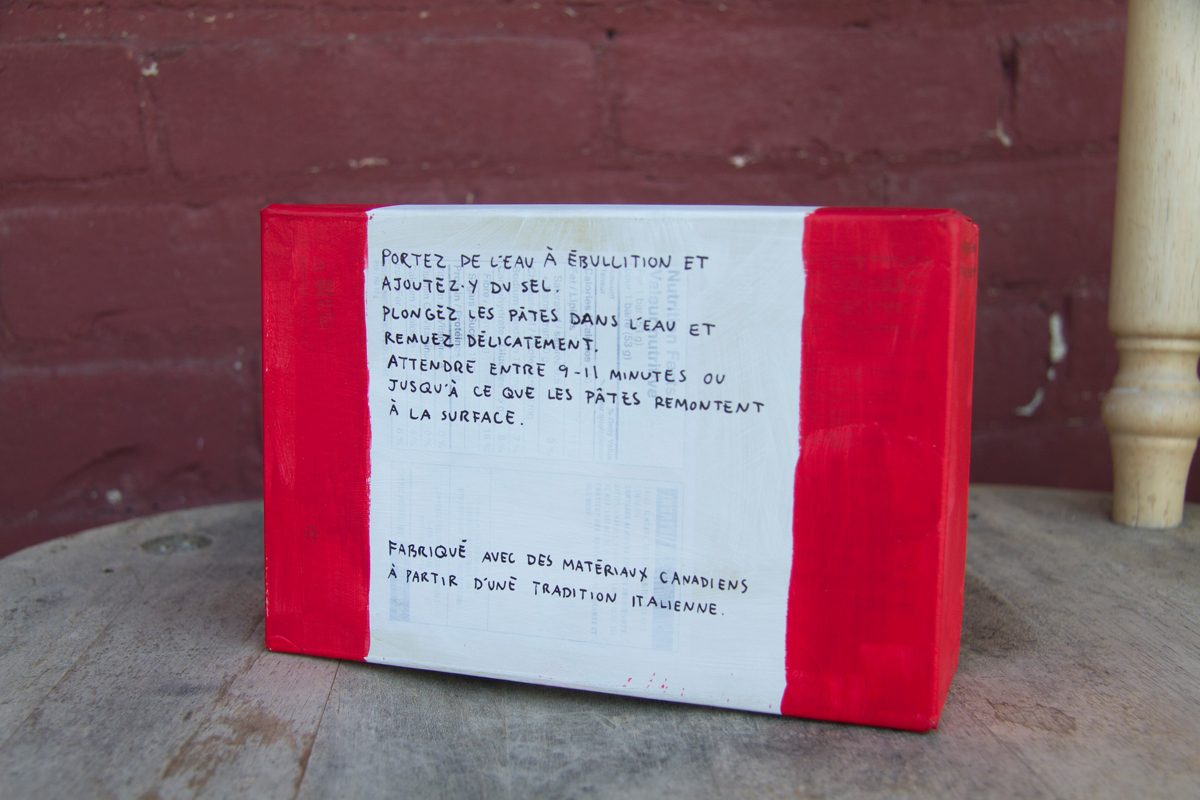 PORTEZ DE L'EAU À ÉBULLITION ET
AJOUTEZ-Y DU SEL.
PLONGEZ LES PÂTES DANS L'EAU ET
REMUEZ DÉLICATEMENT.
ATTENDRE ENTRE 9-11 MINUTES OU
JUSQU'À CE QUE LES PÂTES REMONTENT
À LA SURFACE.
FABRIQUÉ AVEC DES MATÉRIAUX CANADIENS
À PARTIR D'UNE TRADITION ITALIENNE.